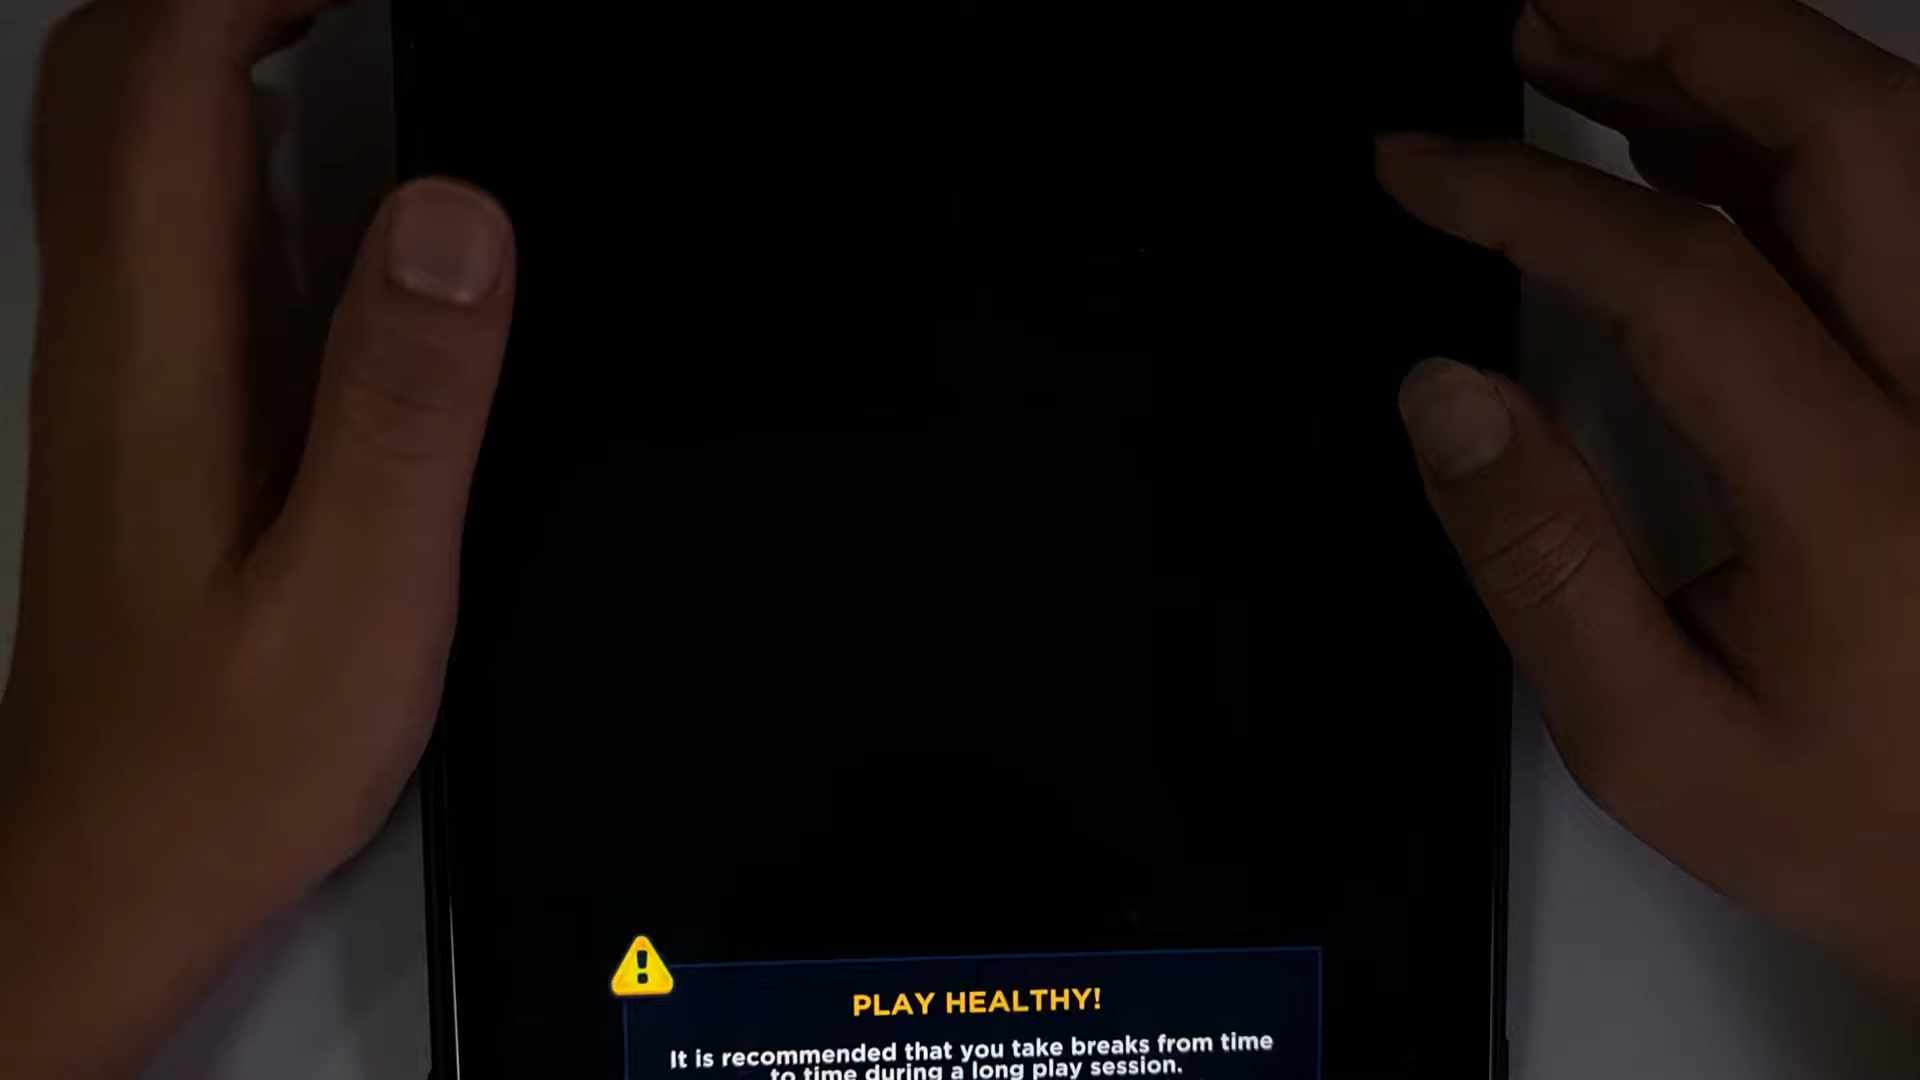 PLAY HEALTHY!
It is recommended that you take breaks from time
to time during a long play session.